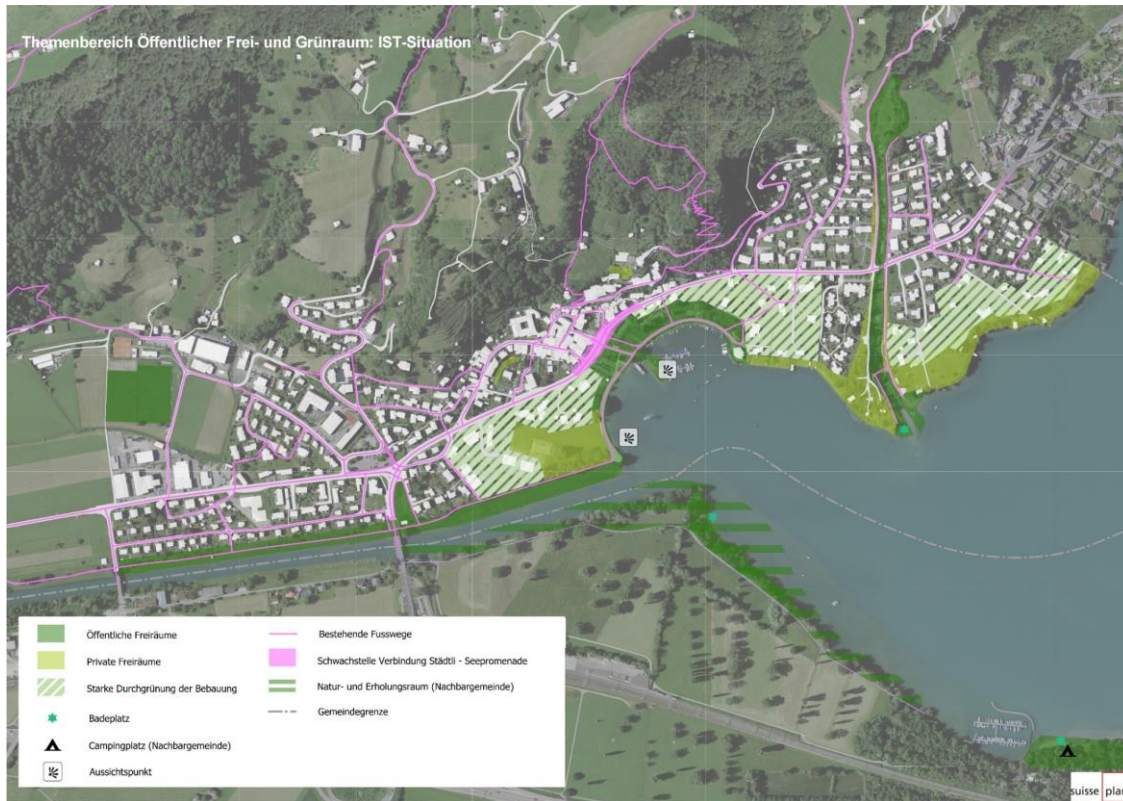 Themenbereich Öffentlicher Frei- und Grünraum: IST-Situation
Öffentliche Freiräume
Private Freiräume
Starke Durchgrünung der Bebauung
Badeplatz
Campingplatz (Nachbargemeinde)
Aussichtspunkt
Bestehende Fusswege
Schwachstelle Verbindung Städtli - Seepromenade
Natur- und Erholungsraum (Nachbargemeinde)
Gemeindegrenze
suisse plan